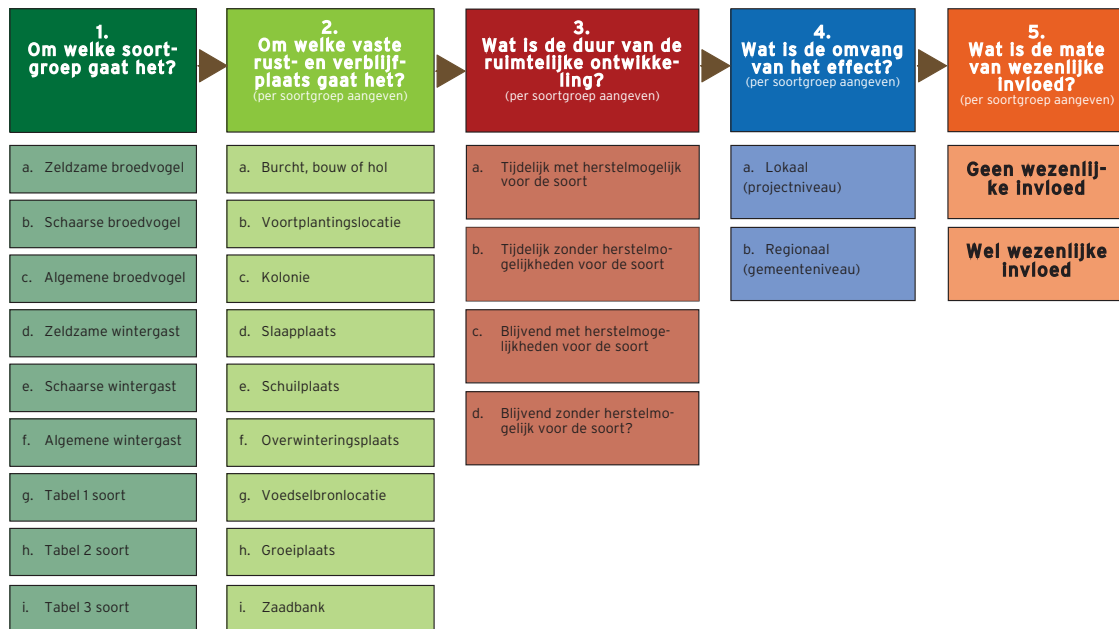 1.
Om welke soort-
groep gaat het?
a. Zeldzame broedvogel
b. Schaarse broedvogel
c. Algemene broedvogel
d. Zeldzame wintergast
e. Schaarse wintergast
f. Algemene wintergast
g. Tabel 1 soort
h. Tabel 2 soort
i. Tabel 3 soort
2.
Om welke vaste
rust- en verblijf-
plaats gaat het?
(per soortgroep aangeven)
a. Burcht, bouw of hol
b. Voortplantingslocatie
c. Kolonie
d. Slaapplaats
e. Schuilplaats
f. Overwinteringsplaats
g. Voedselbronlocatie
h. Groeiplaats
i. Zaadbank
3.
Wat is de duur van de
ruimtelijke ontwikke-
ling?
(per soortgroep aangeven)
a. Tijdelijk met herstelmogelijk
voor de soort
b. Tijdelijk zonder herstelmo-
gelijkheden voor de soort
c. Blijvend met herstelmoge-
lijkheden voor de soort
d. Blijvend zonder herstelmo-
gelijk voor de soort?
4.
Wat is de omvang
van het effect?
(per soortgroep aangeven)
a. Lokaal
(projectniveau)
b. Regionaal
(gemeenteniveau)
5.
Wat is de mate
van wezenlijke
invloed?
(per soortgroep aangeven)
Geen wezenlij-
ke invloed
Wel wezenlijke
invloed